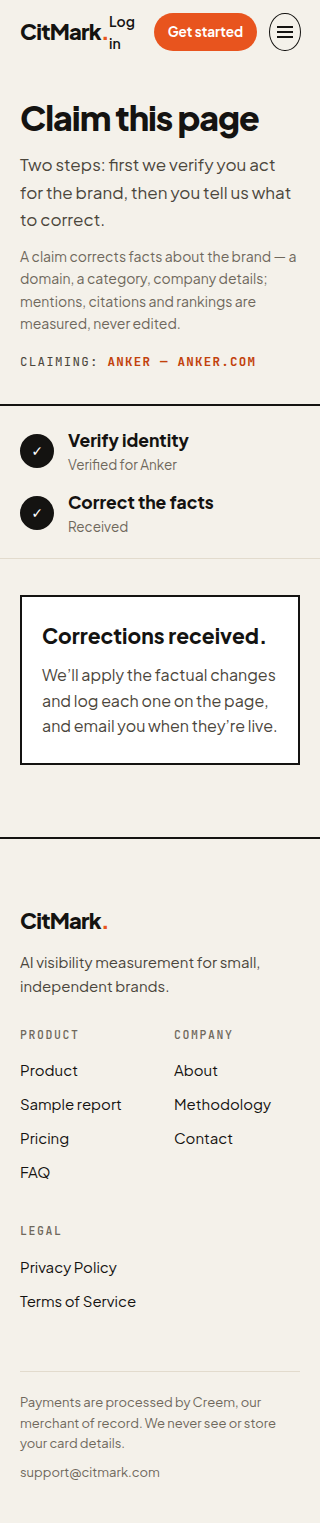 CitMark.
Log in
Get started
Claim this page
Two steps: first we verify you act
for the brand, then you tell us what
to correct.
A claim corrects facts about the brand — a
domain, a category, company details;
mentions, citations and rankings are
measured, never edited.
CLAIMING: ANKER — ANKER.COM
✓
Verify identity
Verified for Anker
✓
Correct the facts
Received
Corrections received.
We’ll apply the factual changes
and log each one on the page,
and email you when they’re live.
CitMark.
AI visibility measurement for small,
independent brands.
PRODUCT
Product
Sample report
Pricing
FAQ
COMPANY
About
Methodology
Contact
LEGAL
Privacy Policy
Terms of Service
Payments are processed by Creem, our
merchant of record. We never see or store
your card details.
support@citmark.com